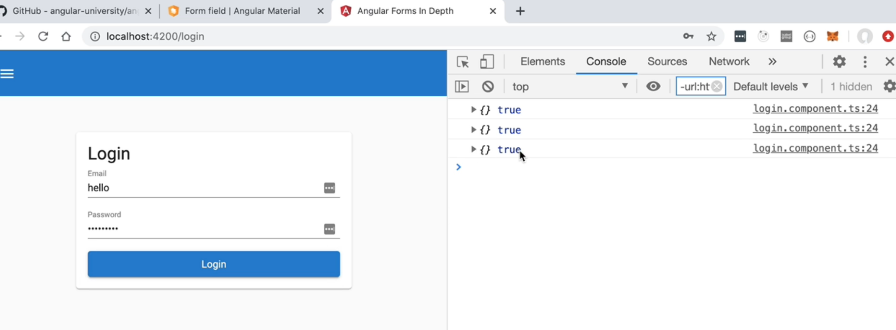 GitHub - angular-university/an
Form field | Angular Material
Angular Forms In Depth
localhost:4200/login
Elements
Console
Sources
Network
top
-url:ht
Default levels
1 hidden
{} true
login.component.ts:24
{} true
login.component.ts:24
{} true
login.component.ts:24
Login
Email
hello
Password
•••••••••
Login